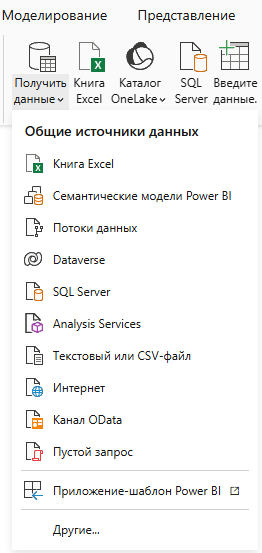 Моделирование Представление
Получить данные Книга Excel Каталог OneLake SQL Server Введите данные.
Общие источники данных
Книга Excel
Семантические модели Power BI
Потоки данных
Dataverse
SQL Server
Analysis Services
Текстовый или CSV-файл
Интернет
Канал OData
Пустой запрос
Приложение-шаблон Power BI
Другие...